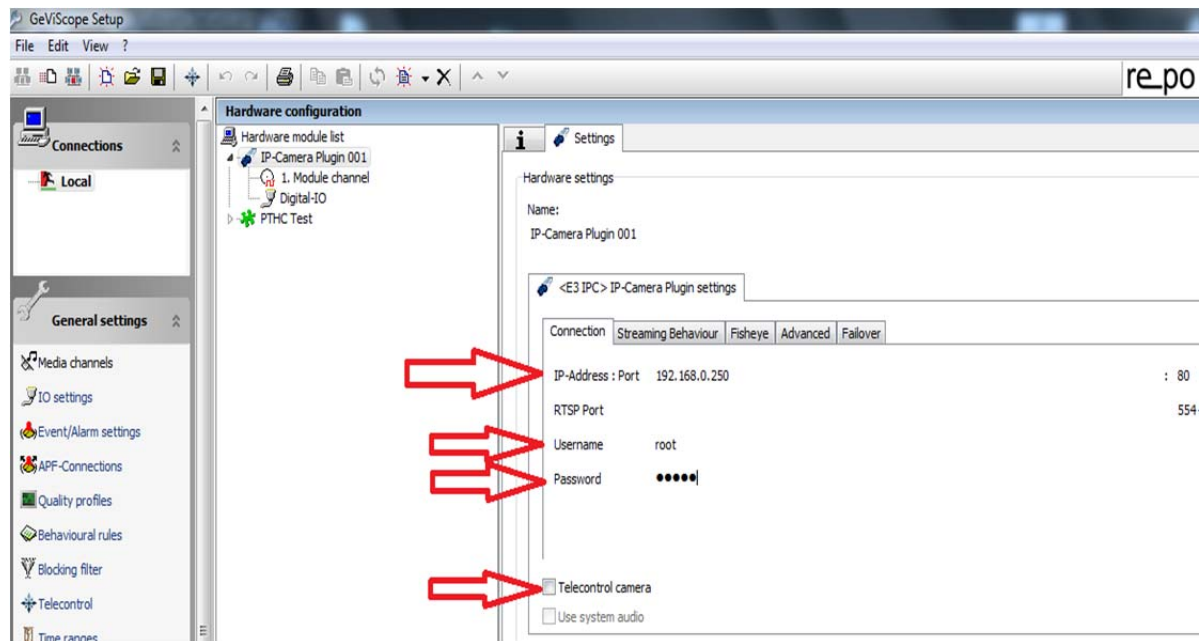 GeViScope Setup
File Edit View ?
re_po
Connections
Local
General settings
Media channels
IO settings
Event/Alarm settings
APF-Connections
Quality profiles
Behavioural rules
Blocking filter
Telecontrol
Time ranges
Hardware configuration
Hardware module list
IP-Camera Plugin 001
1. Module channel
Digital-IO
PTHC Test
i Settings
Hardware settings
Name:
IP-Camera Plugin 001
<E3 IPC> IP-Camera Plugin settings
Connection Streaming Behaviour Fisheye Advanced Failover
IP-Address : Port 192.168.0.250 : 80
RTSP Port 554
Username root
Password •••••
Telecontrol camera
Use system audio